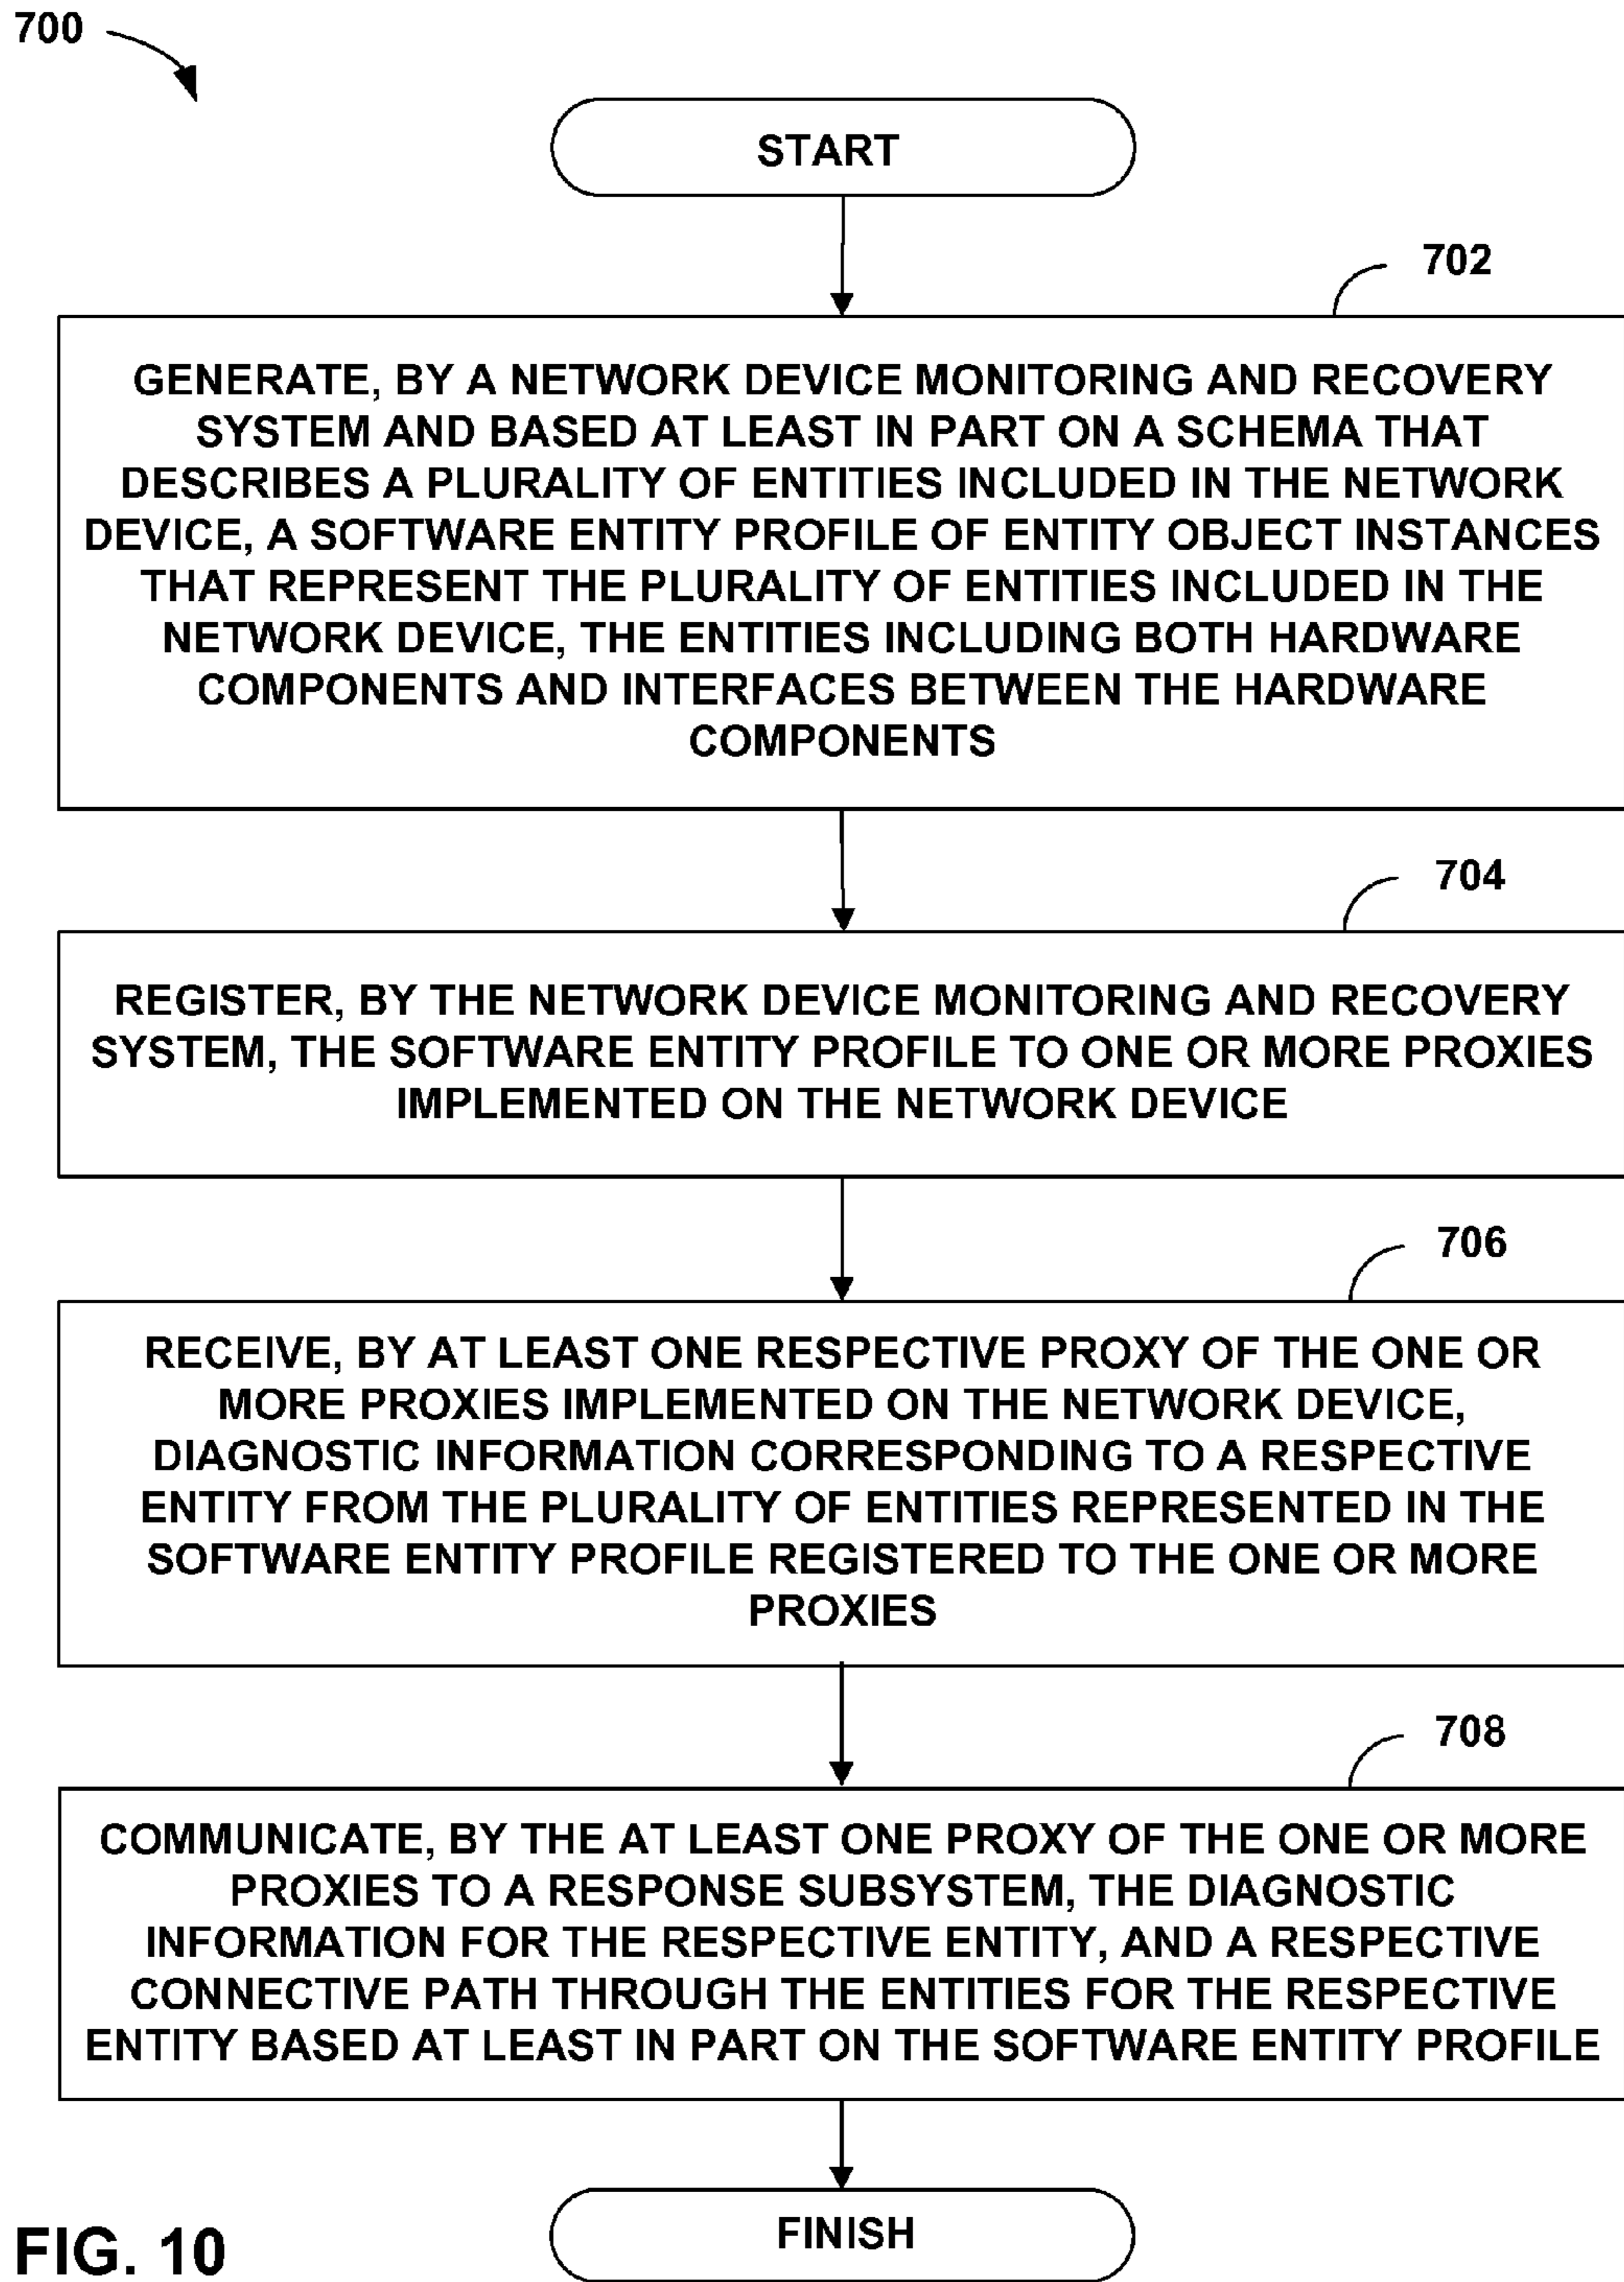 700
START
702
GENERATE, BY A NETWORK DEVICE MONITORING AND RECOVERY
SYSTEM AND BASED AT LEAST IN PART ON A SCHEMA THAT
DESCRIBES A PLURALITY OF ENTITIES INCLUDED IN THE NETWORK
DEVICE, A SOFTWARE ENTITY PROFILE OF ENTITY OBJECT INSTANCES
THAT REPRESENT THE PLURALITY OF ENTITIES INCLUDED IN THE
NETWORK DEVICE, THE ENTITIES INCLUDING BOTH HARDWARE
COMPONENTS AND INTERFACES BETWEEN THE HARDWARE
COMPONENTS
704
REGISTER, BY THE NETWORK DEVICE MONITORING AND RECOVERY
SYSTEM, THE SOFTWARE ENTITY PROFILE TO ONE OR MORE PROXIES
IMPLEMENTED ON THE NETWORK DEVICE
706
RECEIVE, BY AT LEAST ONE RESPECTIVE PROXY OF THE ONE OR
MORE PROXIES IMPLEMENTED ON THE NETWORK DEVICE,
DIAGNOSTIC INFORMATION CORRESPONDING TO A RESPECTIVE
ENTITY FROM THE PLURALITY OF ENTITIES REPRESENTED IN THE
SOFTWARE ENTITY PROFILE REGISTERED TO THE ONE OR MORE
PROXIES
708
COMMUNICATE, BY THE AT LEAST ONE PROXY OF THE ONE OR MORE
PROXIES TO A RESPONSE SUBSYSTEM, THE DIAGNOSTIC
INFORMATION FOR THE RESPECTIVE ENTITY, AND A RESPECTIVE
CONNECTIVE PATH THROUGH THE ENTITIES FOR THE RESPECTIVE
ENTITY BASED AT LEAST IN PART ON THE SOFTWARE ENTITY PROFILE
FINISH
FIG. 10